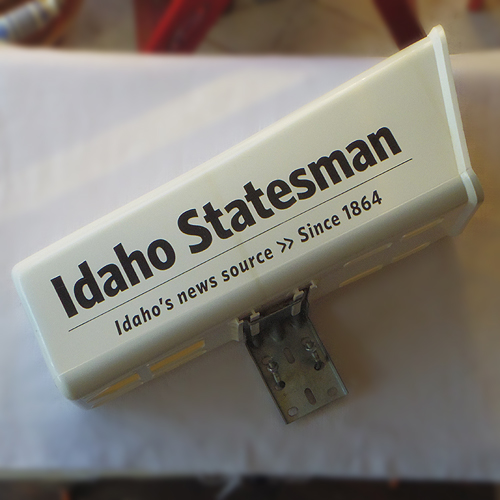 Idaho Statesman
Idaho's news source >> Since 1864